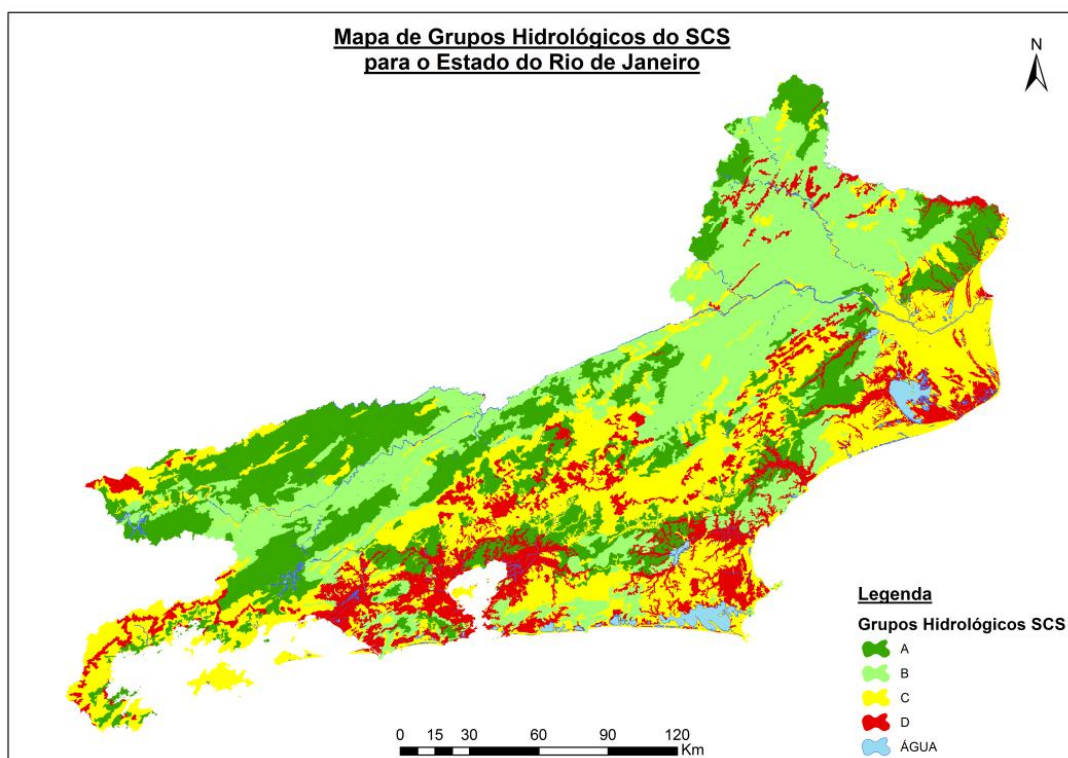 Mapa de Grupos Hidrológicos do SCS
para o Estado do Rio de Janeiro
N
Legenda
Grupos Hidrológicos SCS
A
B
C
D
ÁGUA
0 15 30 60 90 120
Km